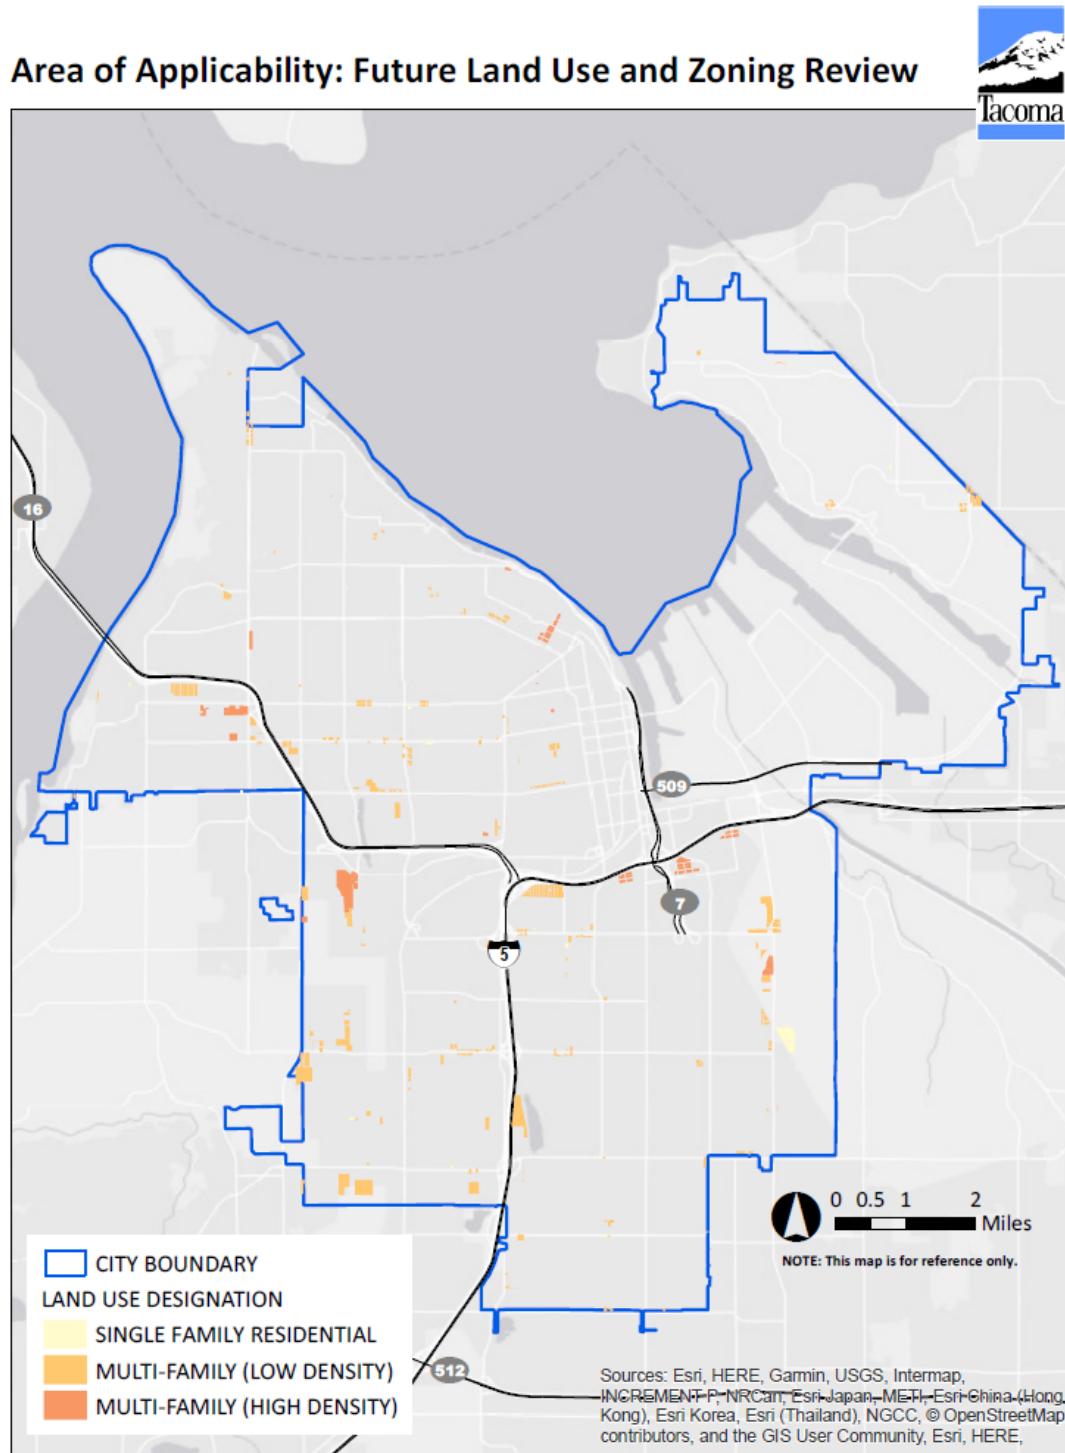 Area of Applicability: Future Land Use and Zoning Review
Tacoma
16
509
7
5
0 0.5 1 2
Miles
NOTE: This map is for reference only.
CITY BOUNDARY
LAND USE DESIGNATION
SINGLE FAMILY RESIDENTIAL
MULTI-FAMILY (LOW DENSITY)
MULTI-FAMILY (HIGH DENSITY)
512
Sources: Esri, HERE, Garmin, USGS, Intermap,
INCREMENT P, NRCan, Esri Japan, METI, Esri China (Hong
Kong), Esri Korea, Esri (Thailand), NGCC, © OpenStreetMap
contributors, and the GIS User Community, Esri, HERE,